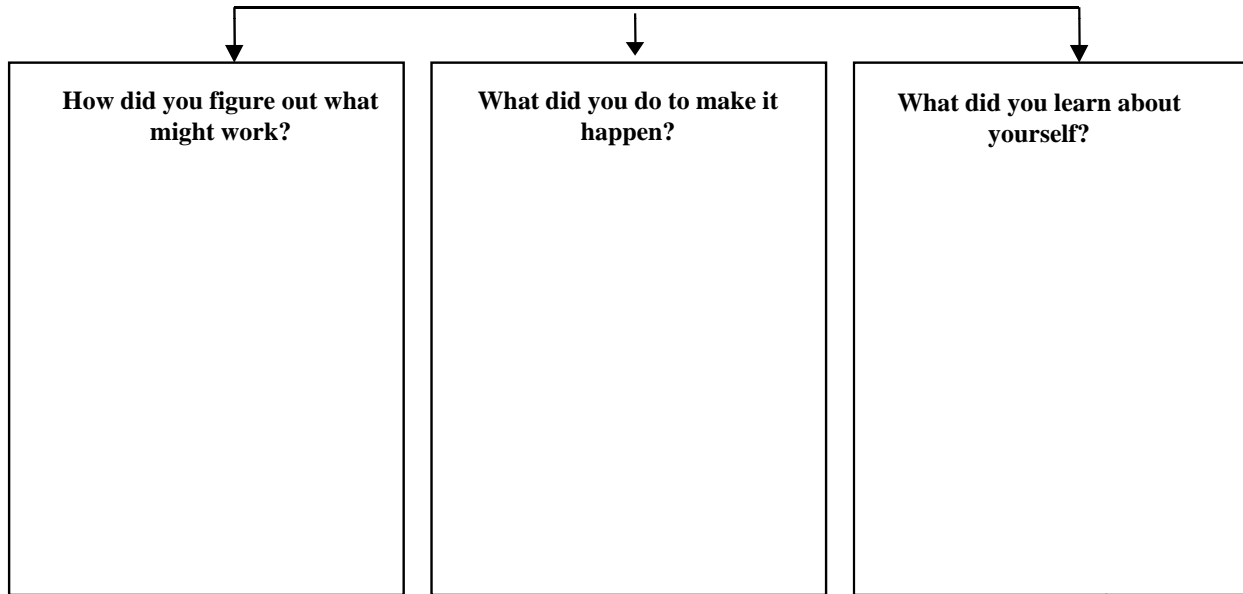 How did you figure out what
might work?
What did you do to make it
happen?
What did you learn about
yourself?